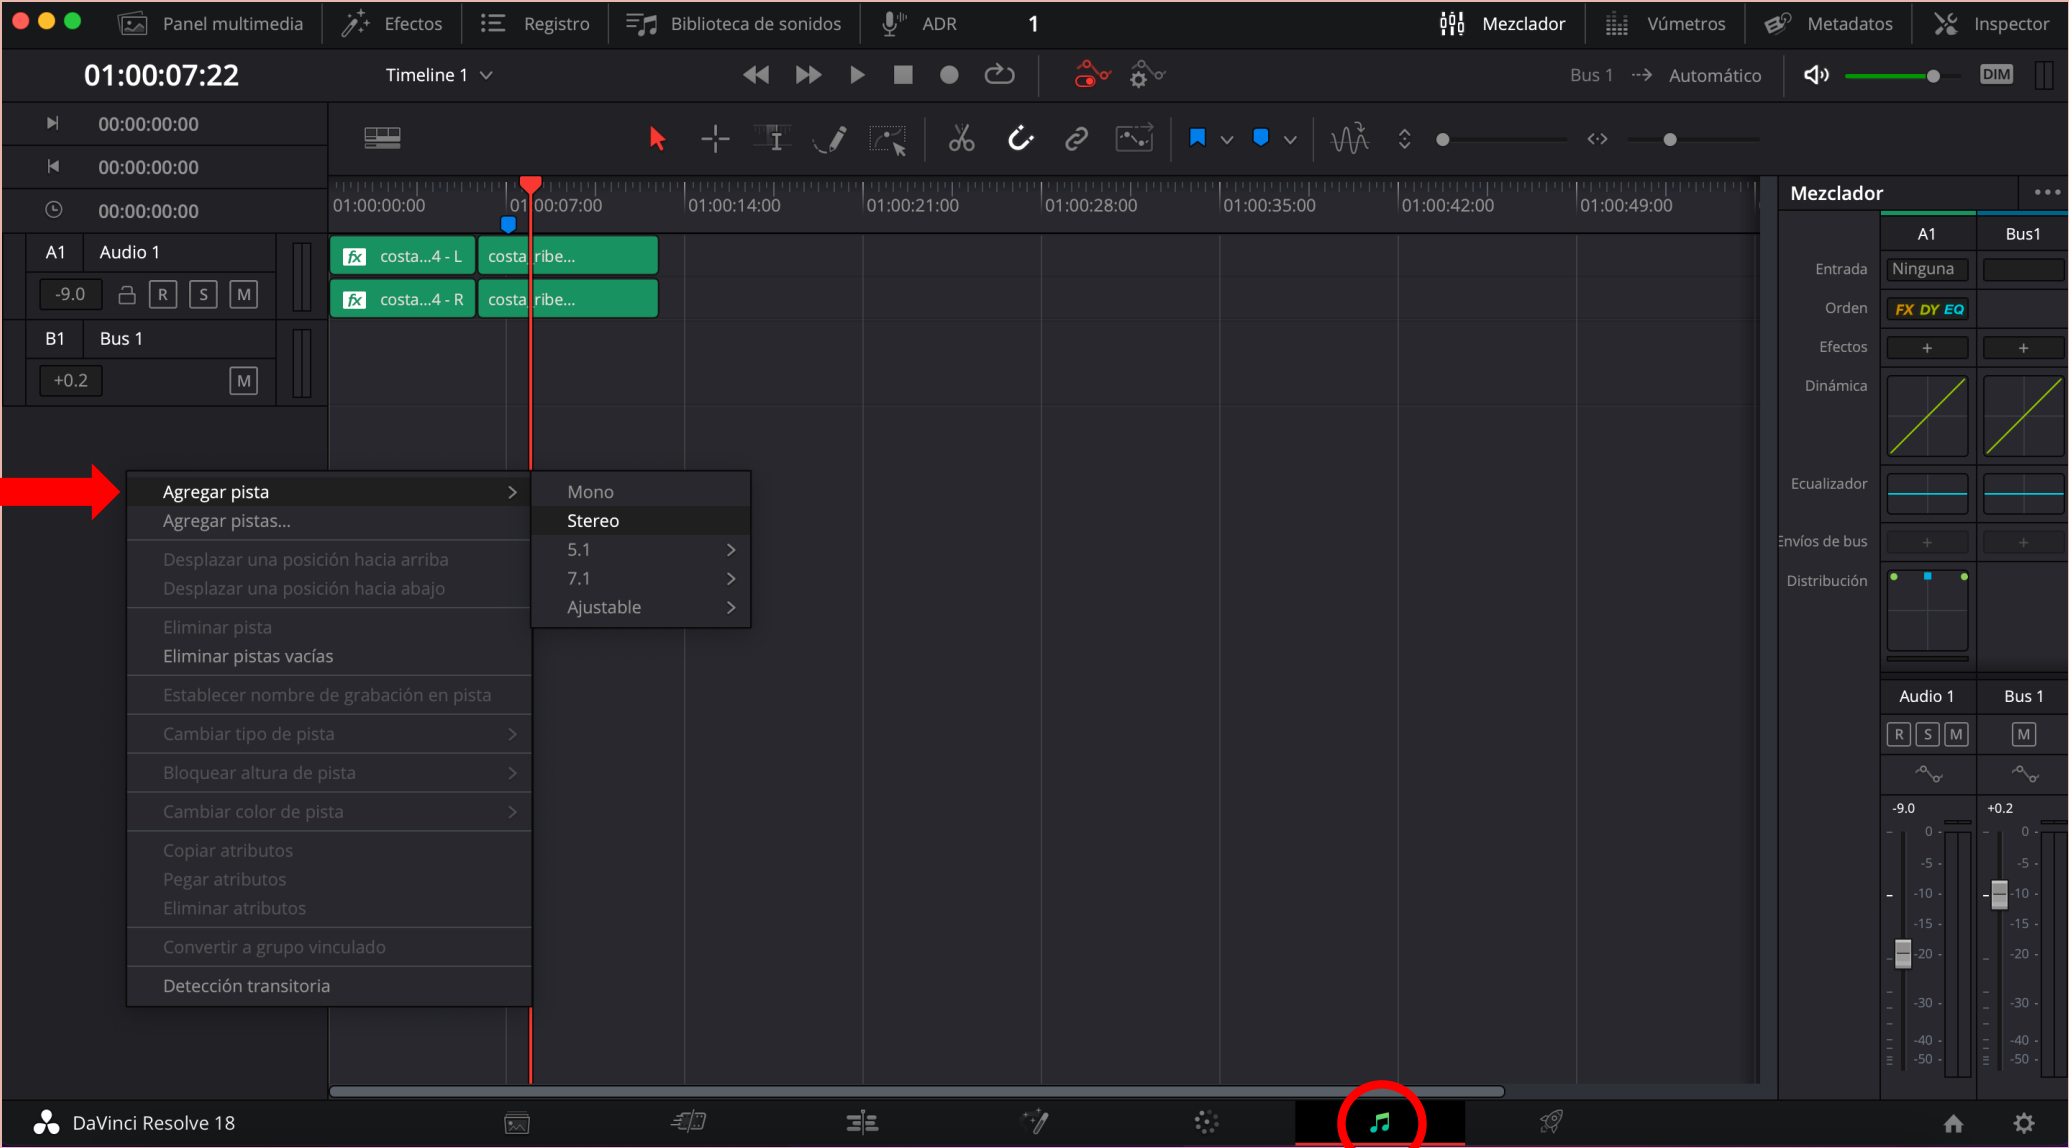 Panel multimedia Efectos Registro Biblioteca de sonidos ADR 1 Mezclador Vúmetros Metadatos Inspector
01:00:07:22 Timeline 1 Bus 1 Automático DIM
00:00:00:00
00:00:00:00
00:00:00:00
01:00:00:00 01:00:07:00 01:00:14:00 01:00:21:00 01:00:28:00 01:00:35:00 01:00:42:00 01:00:49:00
A1 Audio 1
-9.0 R S M
B1 Bus 1
+0.2 M
fx costa...4 - L costa_ribe...
fx costa...4 - R costa_ribe...
Agregar pista
Agregar pistas...
Desplazar una posición hacia arriba
Desplazar una posición hacia abajo
Eliminar pista
Eliminar pistas vacías
Establecer nombre de grabación en pista
Cambiar tipo de pista
Bloquear altura de pista
Cambiar color de pista
Copiar atributos
Pegar atributos
Eliminar atributos
Convertir a grupo vinculado
Detección transitoria
Mono
Stereo
5.1
7.1
Ajustable
Mezclador
A1 Bus1
Entrada Ninguna
Orden FX DY EQ
Efectos + +
Dinámica
Ecualizador
Envíos de bus + +
Distribución
Audio 1 Bus 1
R S M M
-9.0 +0.2
0 0
-5 -5
-10 -10
-15 -15
-20 -20
-30 -30
-40 -40
-50 -50
DaVinci Resolve 18